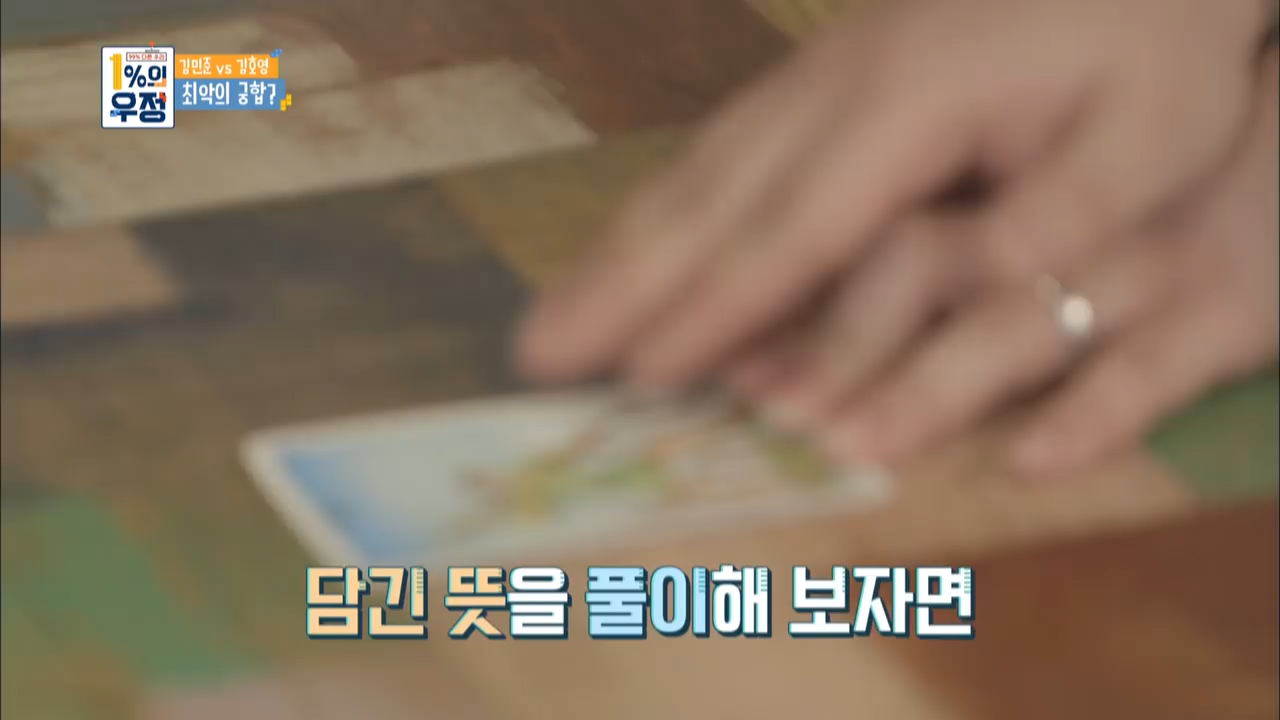 99% 다른 우리
1%의
우정
김민준 vs 김호영
최악의 궁합?
담긴 뜻을 풀이해 보자면